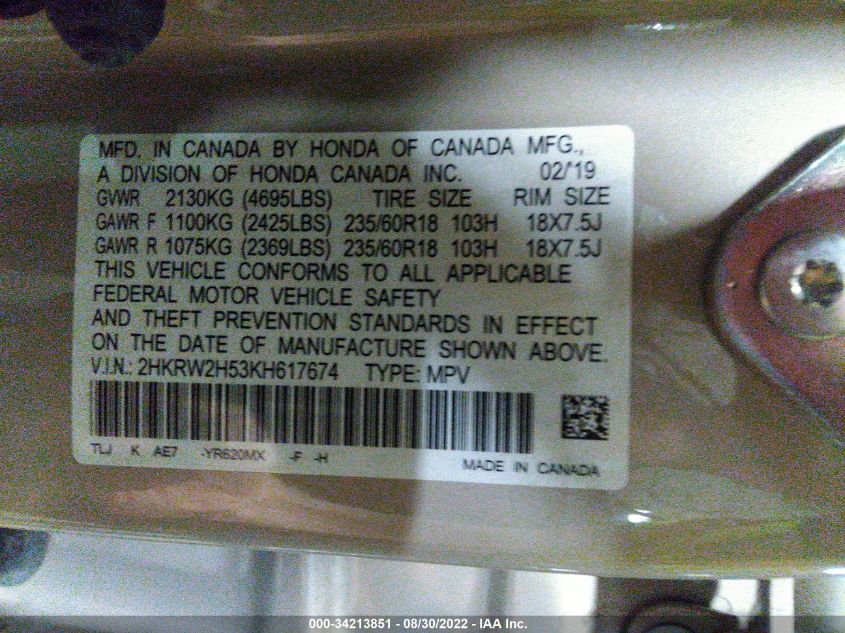 MFD. IN CANADA BY HONDA OF CANADA MFG.,
A DIVISION OF HONDA CANADA INC. 02/'19
GVWR 2130KG (4695LBS) TIRE SIZE RIM SIZE
GAWR F 1100KG (2425LBS) 235/60R18 103H 18X7.5J
GAWR R 1075KG (2369LBS) 235/60R18 103H 18X7.5J
THIS VEHICLE CONFORMS TO ALL APPLICABLE
FEDERAL MOTOR VEHICLE SAFETY
AND THEFT PREVENTION STANDARDS IN EFFECT
ON THE DATE OF MANUFACTURE SHOWN ABOVE.
V.I.N.: 2HKRW2H53KH617674 TYPE: MPV
TLJ K AE7 -YR620MX -F -H
MADE IN CANADA
000-34213851 - 08/30/2022 - IAA Inc.